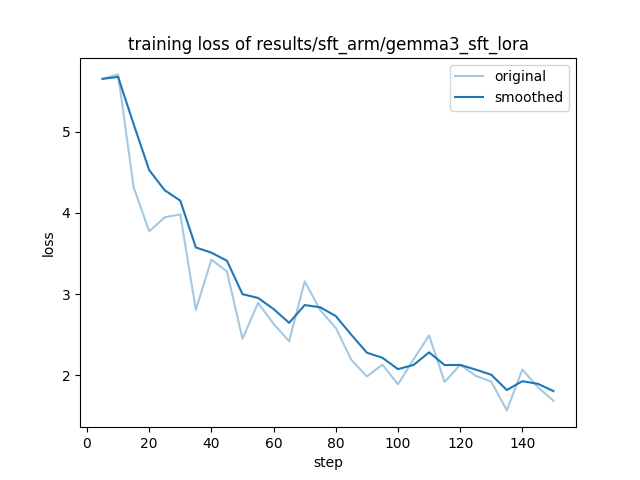 training loss of results/sft_arm/gemma3_sft_lora
original
smoothed
5
4
3
2
loss
0 20 40 60 80 100 120 140
step